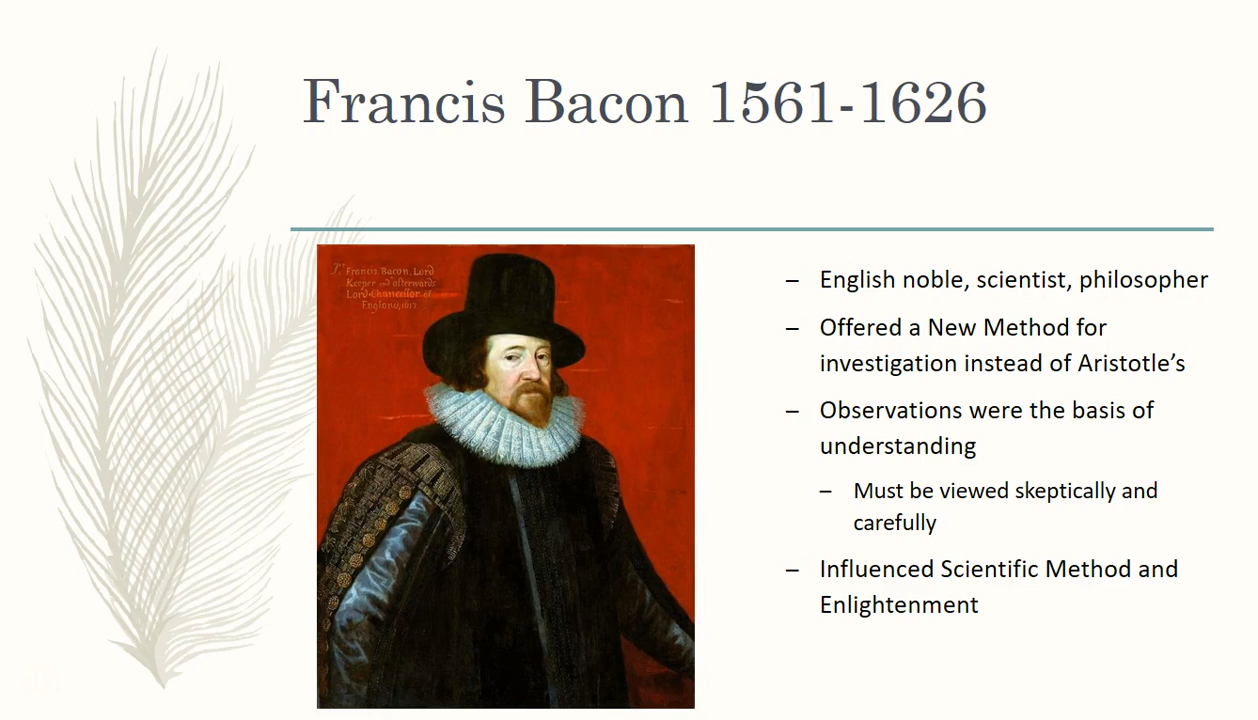 Francis Bacon 1561-1626
Sr Francis Bacon, Lord
Keeper and afterwards
Lord Chancellor of
England, 1617
– English noble, scientist, philosopher
– Offered a New Method for
investigation instead of Aristotle’s
– Observations were the basis of
understanding
– Must be viewed skeptically and
carefully
– Influenced Scientific Method and
Enlightenment